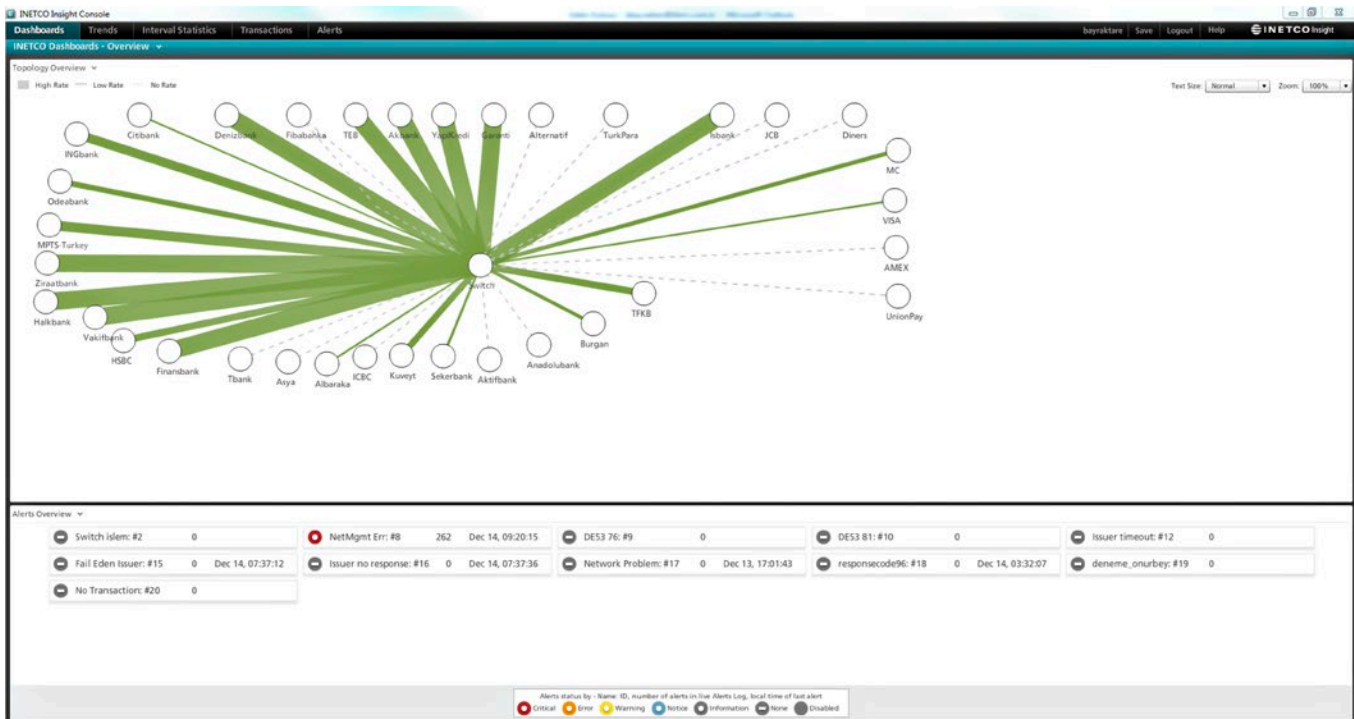 INETCO Insight Console
Dashboards Trends Interval Statistics Transactions Alerts bayraktare Save Logout Help INETCO Insight
INETCO Dashboards - Overview
Topology Overview
High Rate Low Rate No Rate Text Size: Normal Zoom: 100%
Citibank Denizbank Fibabanka TEB Akbank YapiKredi Garanti Alternatif TurkPara Isbank JCB Diners
INGbank
MC
Odeabank
VISA
MPTS-Turkey
AMEX
Ziraatbank
Switch
TFKB
UnionPay
Halkbank
Vakifbank
Burgan
HSBC
Finansbank
Anadolubank
Tbank Asya Albaraka ICBC Kuveyt Sekerbank Aktifbank
Alerts Overview
Switch islem: #2 0 NetMgmt Err: #8 262 Dec 14, 09:20:15 DE53 76: #9 0 DE53 81: #10 0 Issuer timeout: #12 0
Fail Eden Issuer: #15 0 Dec 14, 07:37:12 Issuer no response: #16 0 Dec 14, 07:37:36 Network Problem: #17 0 Dec 13, 17:01:43 responsecode96: #18 0 Dec 14, 03:32:07 deneme_onurbey: #19 0
No Transaction: #20 0
Alerts status by - Name: ID, number of alerts in live Alerts Log, local time of last alert
Critical Error Warning Notice Information None Disabled